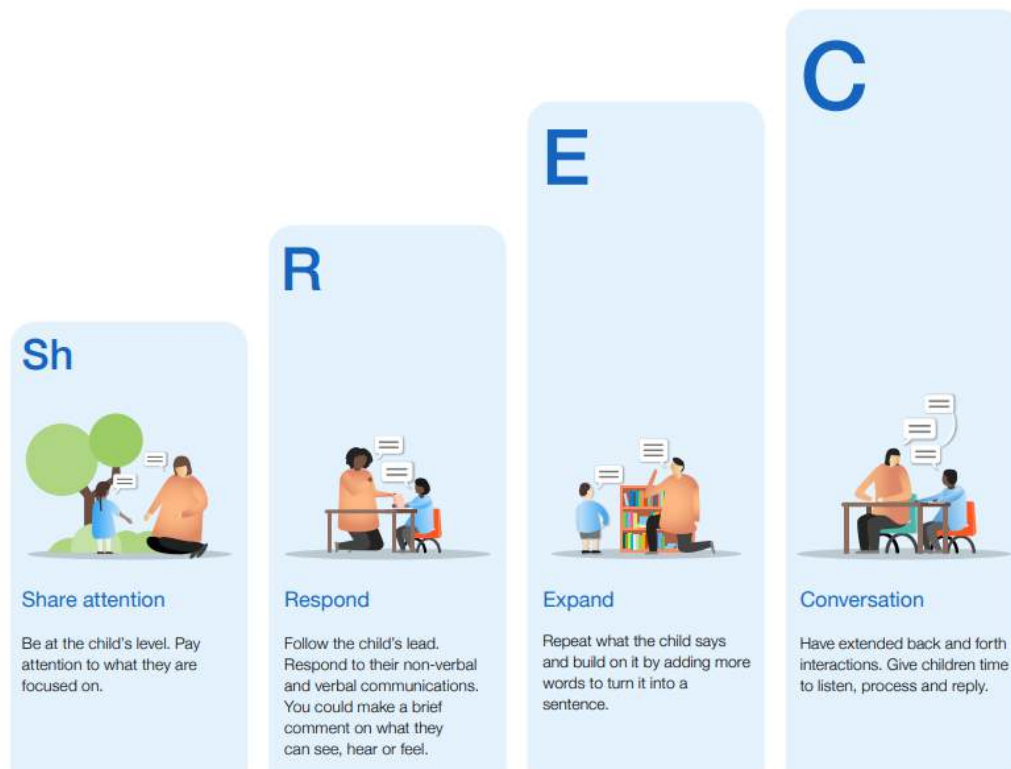 Sh
Share attention
Be at the child's level. Pay
attention to what they are
focused on.
R
Respond
Follow the child's lead.
Respond to their non-verbal
and verbal communications.
You could make a brief
comment on what they
can see, hear or feel.
E
Expand
Repeat what the child says
and build on it by adding more
words to turn it into a
sentence.
C
Conversation
Have extended back and forth
interactions. Give children time
to listen, process and reply.